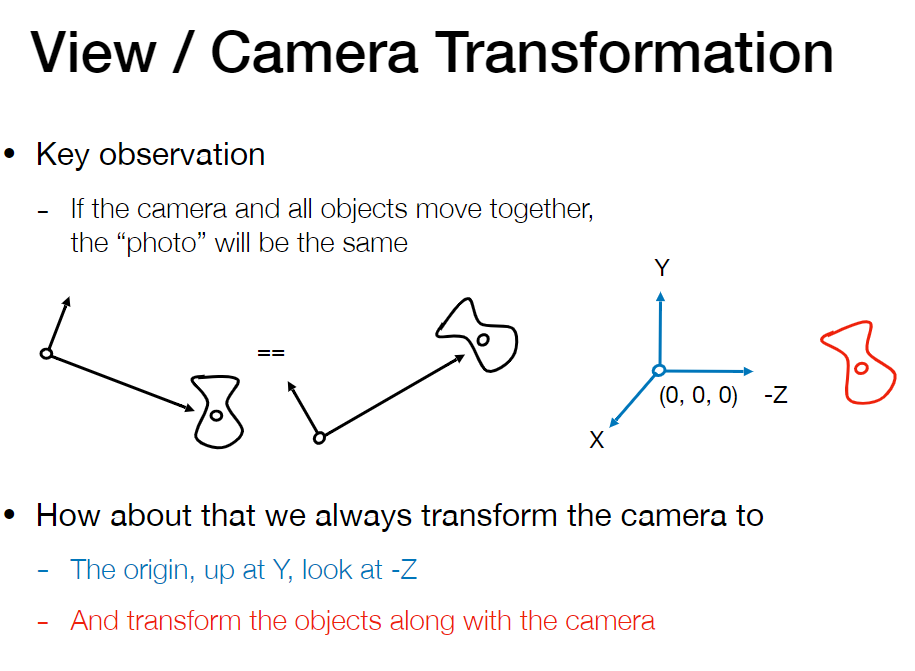 View / Camera Transformation
• Key observation
- If the camera and all objects move together,
the “photo” will be the same
Y
==
(0, 0, 0) -Z
X
• How about that we always transform the camera to
- The origin, up at Y, look at -Z
- And transform the objects along with the camera